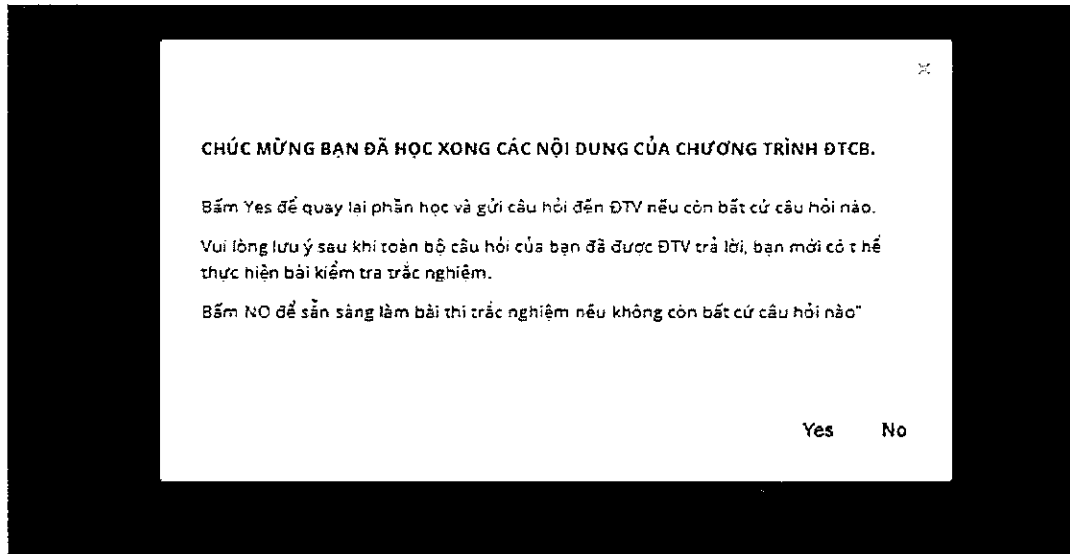 CHÚC MỪNG BẠN ĐÃ HỌC XONG CÁC NỘI DUNG CỦA CHƯƠNG TRÌNH ĐTCB.
Bấm Yes để quay lại phần học và gửi câu hỏi đến ĐTV nếu còn bất cứ câu hỏi nào.
Vui lòng lưu ý sau khi toàn bộ câu hỏi của bạn đã được ĐTV trả lời, bạn mới có t hể
thực hiện bài kiểm tra trắc nghiệm.
Bấm NO để sẵn sàng làm bài thi trắc nghiệm nếu không còn bất cứ câu hỏi nào"
Yes No